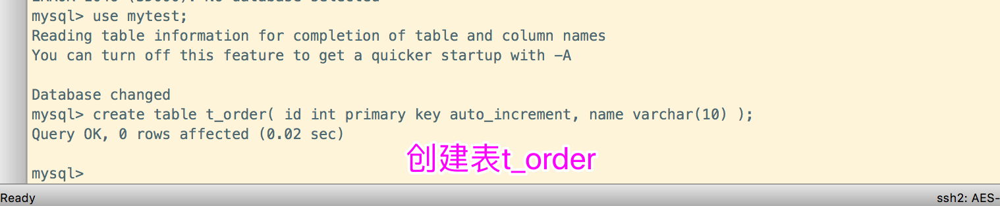 mysql> use mytest;
Reading table information for completion of table and column names
You can turn off this feature to get a quicker startup with -A
Database changed
mysql> create table t_order( id int primary key auto_increment, name varchar(10) );
Query OK, 0 rows affected (0.02 sec)
创建表t_order
mysql>
Ready
ssh2: AES-